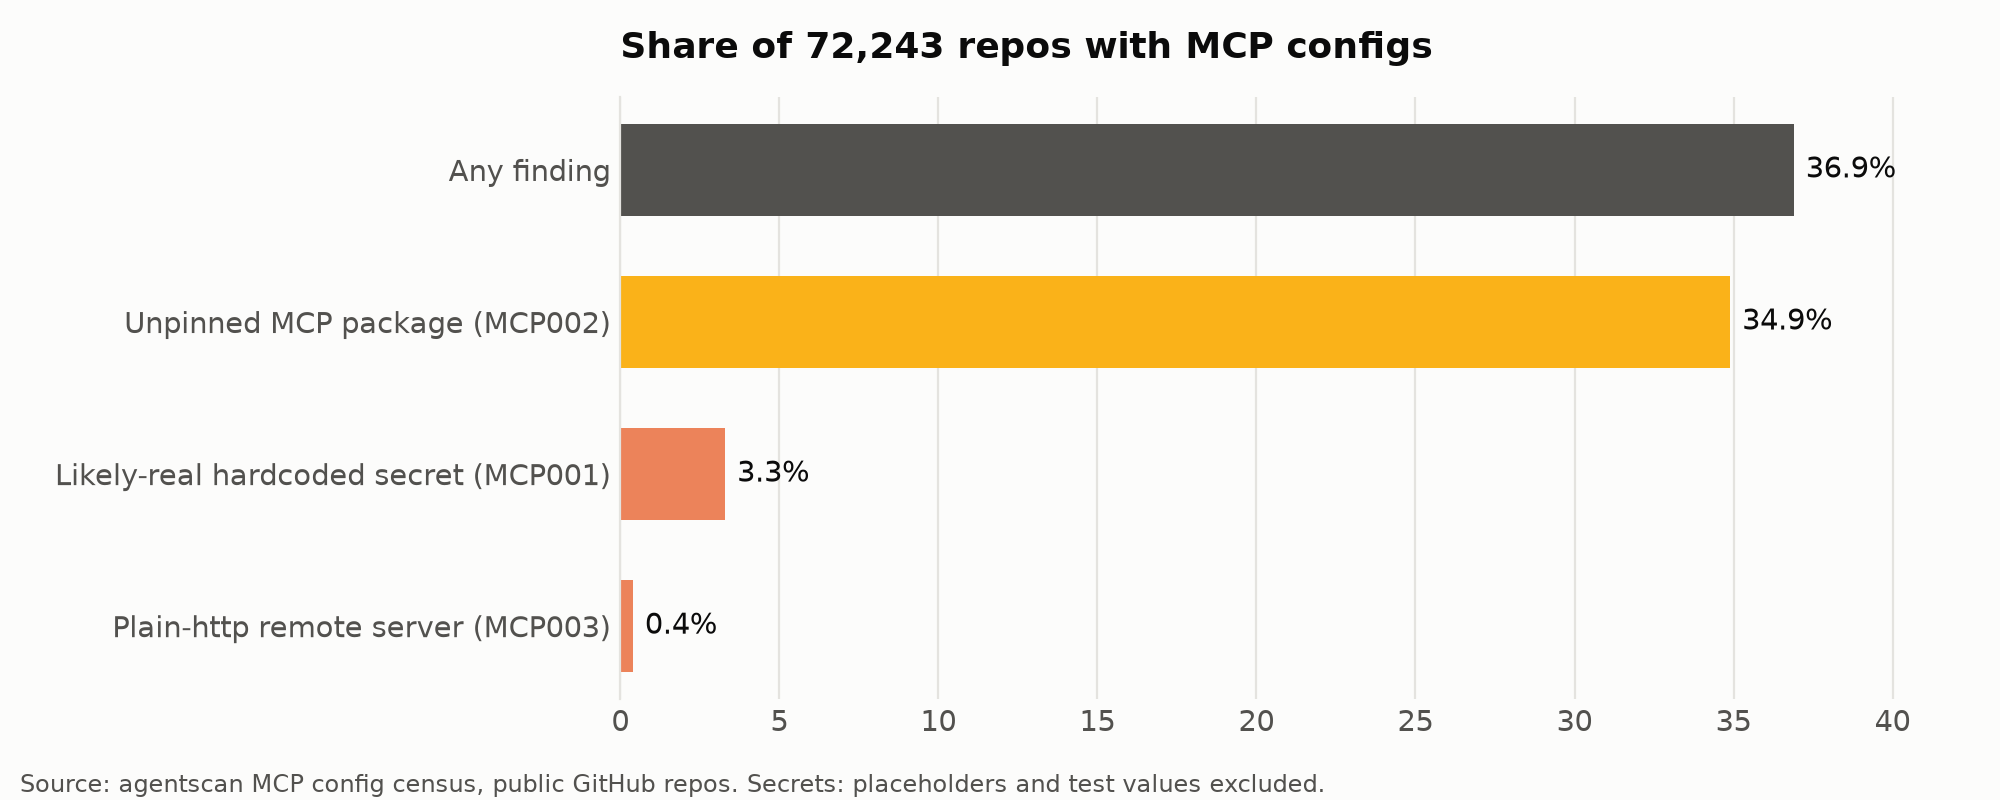 Share of 72,243 repos with MCP configs
Any finding
36.9%
Unpinned MCP package (MCP002)
34.9%
Likely-real hardcoded secret (MCP001)
3.3%
Plain-http remote server (MCP003)
0.4%
0 5 10 15 20 25 30 35 40
Source: agentscan MCP config census, public GitHub repos. Secrets: placeholders and test values excluded.